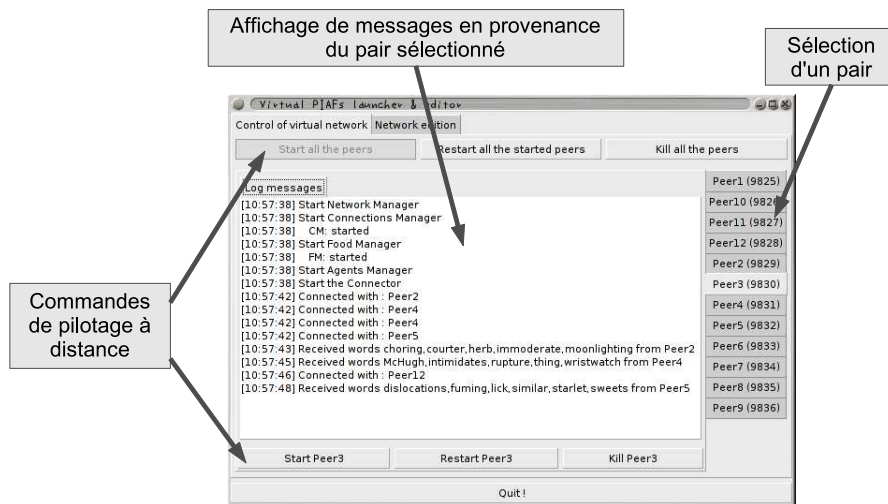 Affichage de messages en provenance
du pair sélectionné
Sélection
d'un pair
Virtual PIAFs launcher & editor
Control of virtual network
Network edition
Start all the peers
Restart all the started peers
Kill all the peers
Log messages
[10:57:38] Start Network Manager
[10:57:38] Start Connections Manager
[10:57:38] CM: started
[10:57:38] Start Food Manager
[10:57:38] FM: started
[10:57:38] Start Agents Manager
[10:57:38] Start the Connector
[10:57:42] Connected with : Peer2
[10:57:42] Connected with : Peer4
[10:57:42] Connected with : Peer4
[10:57:42] Connected with : Peer5
[10:57:43] Received words choring,courter,herb,immoderate,moonlighting from Peer2
[10:57:45] Received words McHugh,intimidates,rupture,thing,wristwatch from Peer4
[10:57:46] Connected with : Peer12
[10:57:48] Received words dislocations,fuming,lick,similar,starlet,sweets from Peer5
Peer1 (9825)
Peer10 (9826)
Peer11 (9827)
Peer12 (9828)
Peer2 (9829)
Peer3 (9830)
Peer4 (9831)
Peer5 (9832)
Peer6 (9833)
Peer7 (9834)
Peer8 (9835)
Peer9 (9836)
Commandes
de pilotage à
distance
Start Peer3
Restart Peer3
Kill Peer3
Quit !